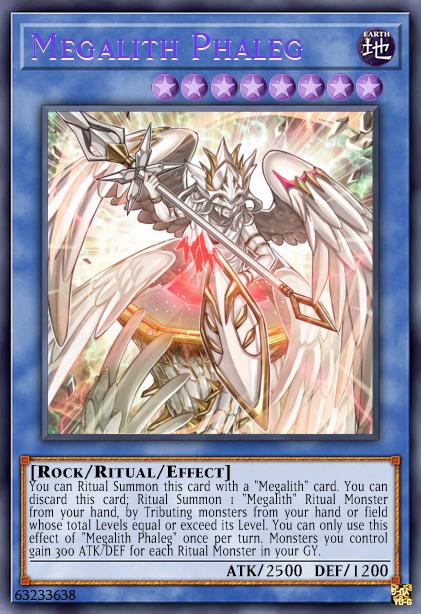 Megalith Phaleg
EARTH
地
[Rock/Ritual/Effect]
You can Ritual Summon this card with a "Megalith" card. You can
discard this card; Ritual Summon : "Megalith" Ritual Monster
from your hand, by Tributing monsters from your hand or field
whose total Levels equal or exceed its Level. You can only use this
effect of "Megalith Phaleg" once per turn. Monsters you control
gain 300 ATK/DEF for each Ritual Monster in your GY.
ATK/2500 DEF/1200
63233638